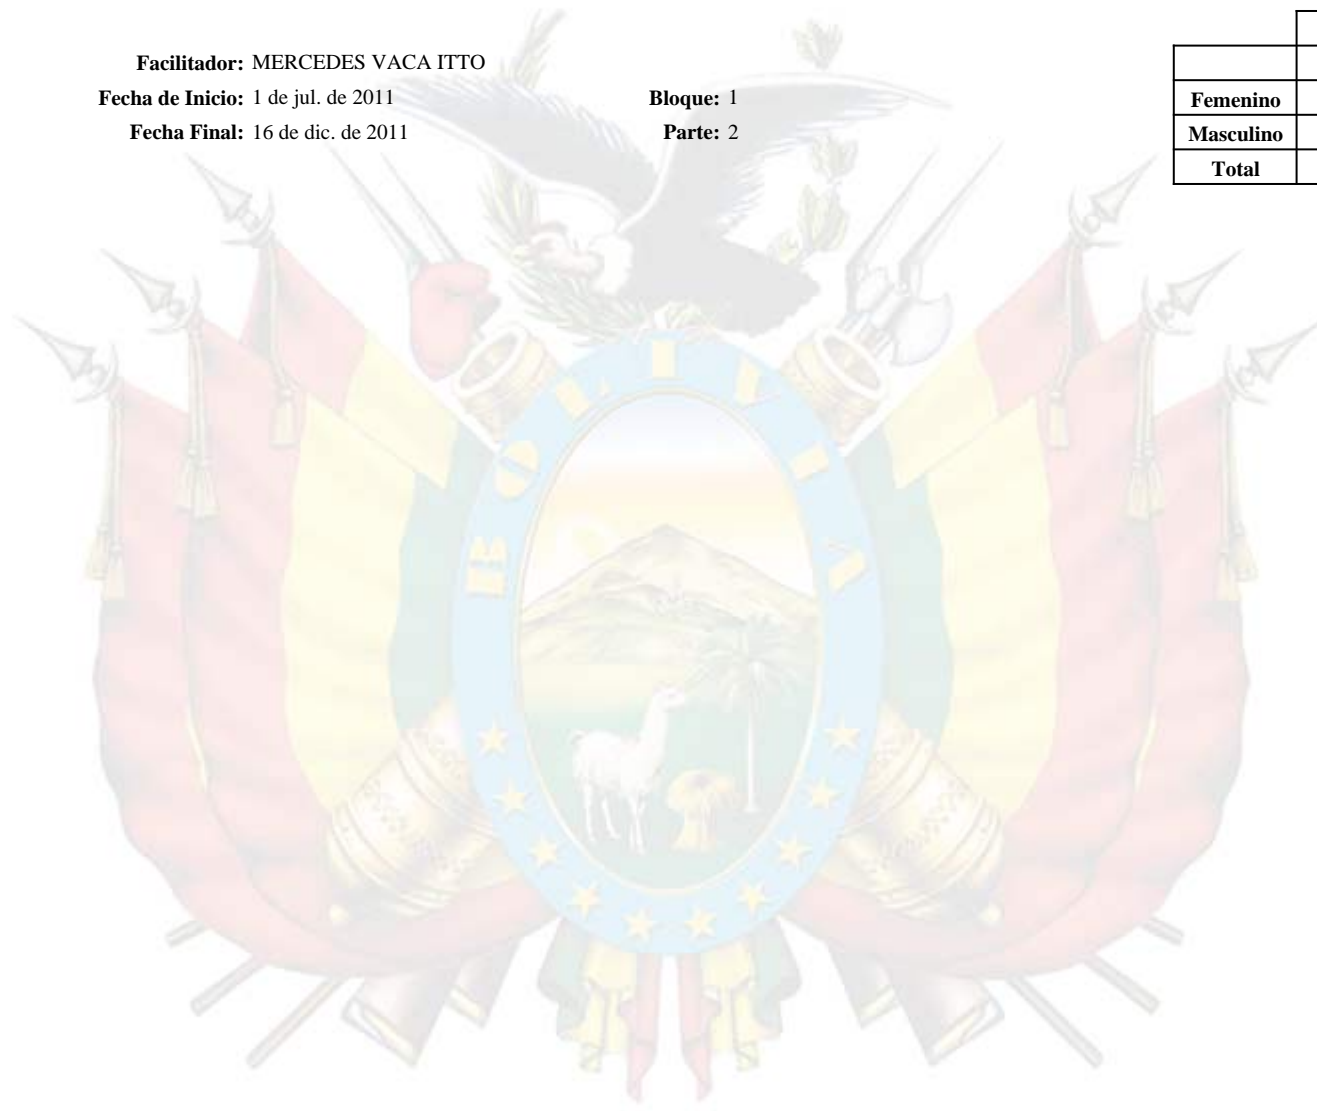 Facilitador: MERCEDES VACA ITTO
Fecha de Inicio: 1 de jul. de 2011 Bloque: 1
Fecha Final: 16 de dic. de 2011 Parte: 2
Femenino
Masculino
Total
BOLIVIA